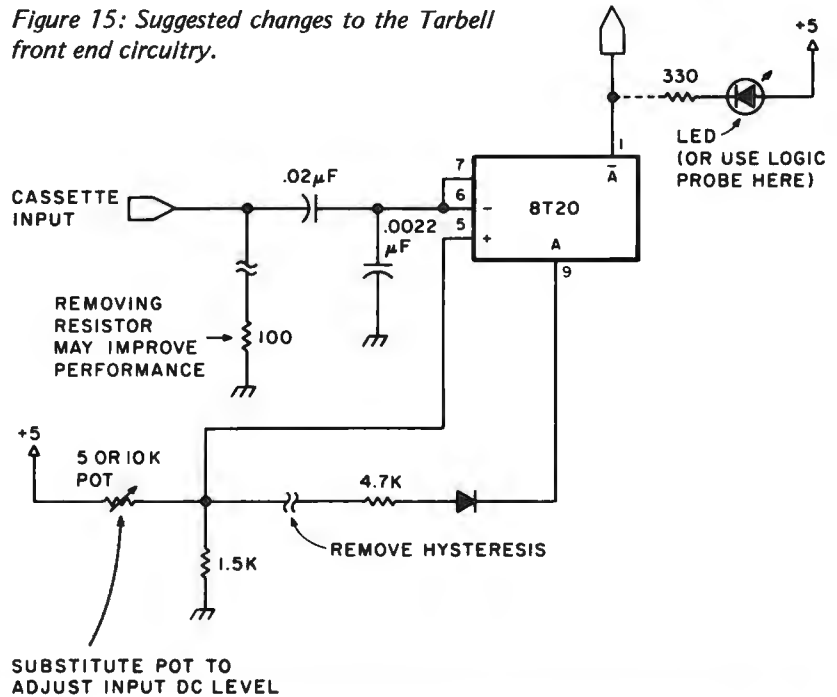 Figure 15: Suggested changes to the Tarbell
front end circuitry.
+5
330
LED
(OR USE LOGIC
PROBE HERE)
1
A̅
7
6
-
5
+
8T20
A
9
.02µF
CASSETTE
INPUT
.0022
µF
REMOVING
RESISTOR
MAY IMPROVE
PERFORMANCE
100
+5
5 OR 10K
POT
4.7K
REMOVE HYSTERESIS
1.5K
SUBSTITUTE POT TO
ADJUST INPUT DC LEVEL